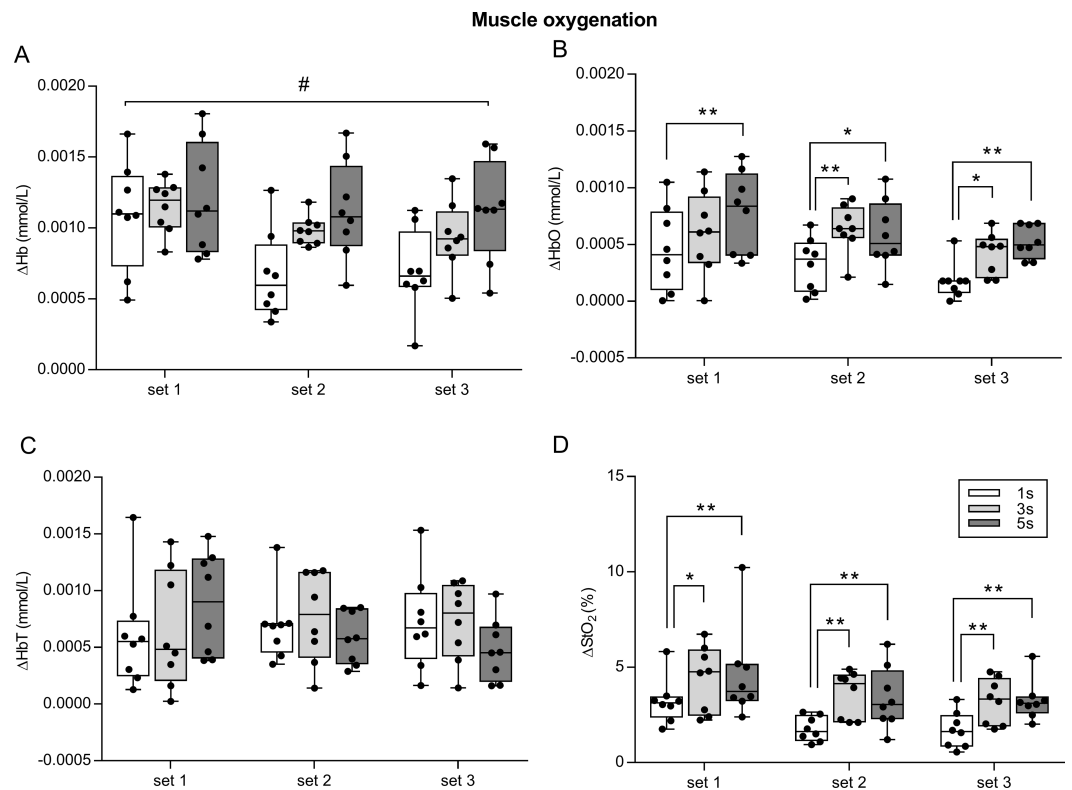 Muscle oxygenation
A
ΔHb (mmol/L)
0.0020
0.0015
0.0010
0.0005
0.0000
#
set 1 set 2 set 3
B
ΔHbO (mmol/L)
0.0020
0.0015
0.0010
0.0005
0.0000
-0.0005
** * ** ** *
set 1 set 2 set 3
C
ΔHbT (mmol/L)
0.0020
0.0015
0.0010
0.0005
0.0000
-0.0005
set 1 set 2 set 3
D
ΔStO2 (%)
15
10
5
0
1s
3s
5s
**
* ** ** ** **
set 1 set 2 set 3